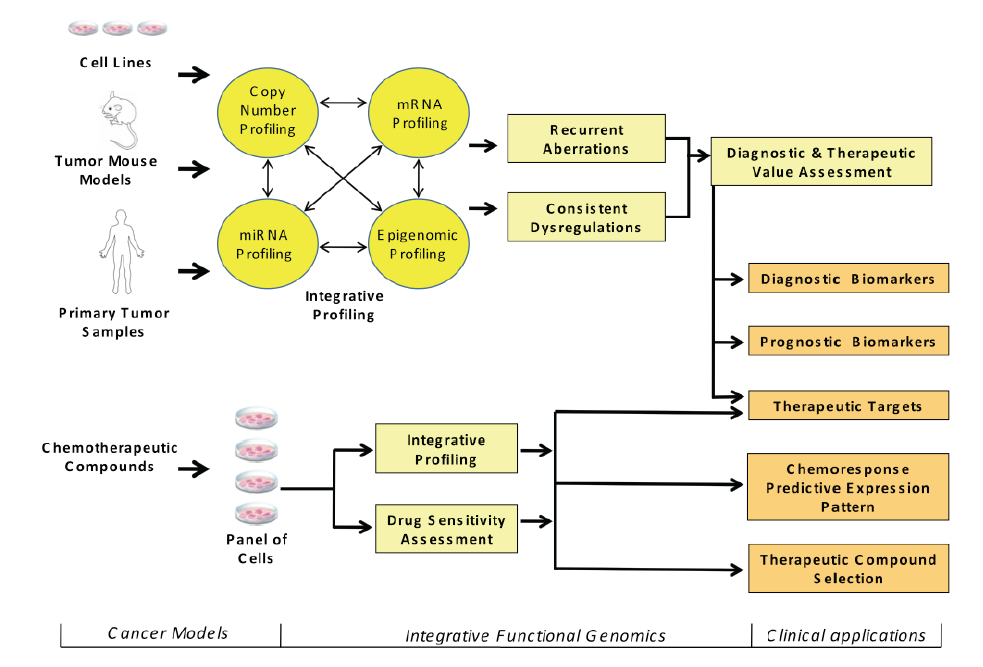 Cell Lines
Tumor Mouse
Models
Primary Tumor
Samples
Copy
Number
Profiling
mRNA
Profiling
miRNA
Profiling
Epigenomic
Profiling
Integrative
Profiling
Recurrent
Aberrations
Consistent
Dysregulations
Diagnostic & Therapeutic
Value Assessment
Diagnostic Biomarkers
Prognostic Biomarkers
Therapeutic Targets
Chemotherapeutic
Compounds
Panel of
Cells
Integrative
Profiling
Drug Sensitivity
Assessment
Chemoresponse
Predictive Expression
Pattern
Therapeutic Compound
Selection
Cancer Models
Integrative Functional Genomics
Clinical applications